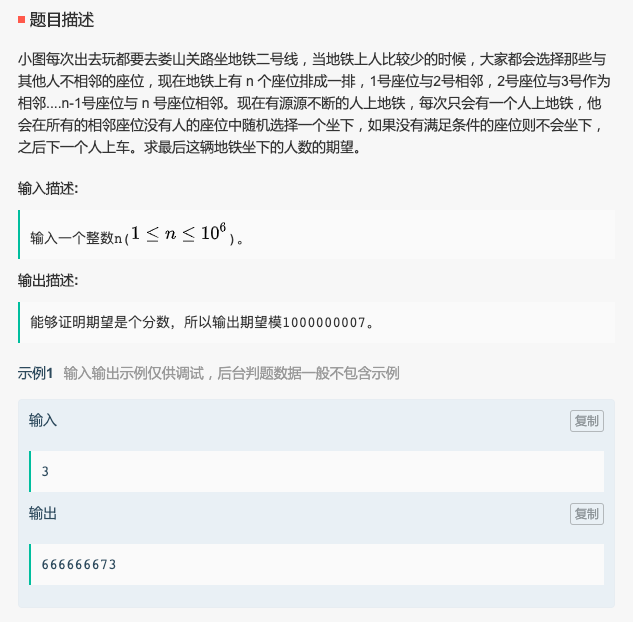 题目描述
小图每次出去玩都要去娄山关路坐地铁二号线，当地铁上人比较少的时候，大家都会选择那些与
其他人不相邻的座位，现在地铁上有 n 个座位排成一排，1号座位与2号相邻，2号座位与3号作为
相邻....n-1号座位与 n 号座位相邻。现在有源源不断的人上地铁，每次只会有一个人上地铁，他
会在所有的相邻座位没有人的座位中随机选择一个坐下，如果没有满足条件的座位则不会坐下，
之后下一个人上车。求最后这辆地铁坐下的人数的期望。
输入描述:
输入一个整数n(1 ≤ n ≤ 10^6)。
输出描述:
能够证明期望是个分数，所以输出期望模1000000007。
示例1 输入输出示例仅供调试，后台判题数据一般不包含示例
输入 复制
3
输出 复制
666666673